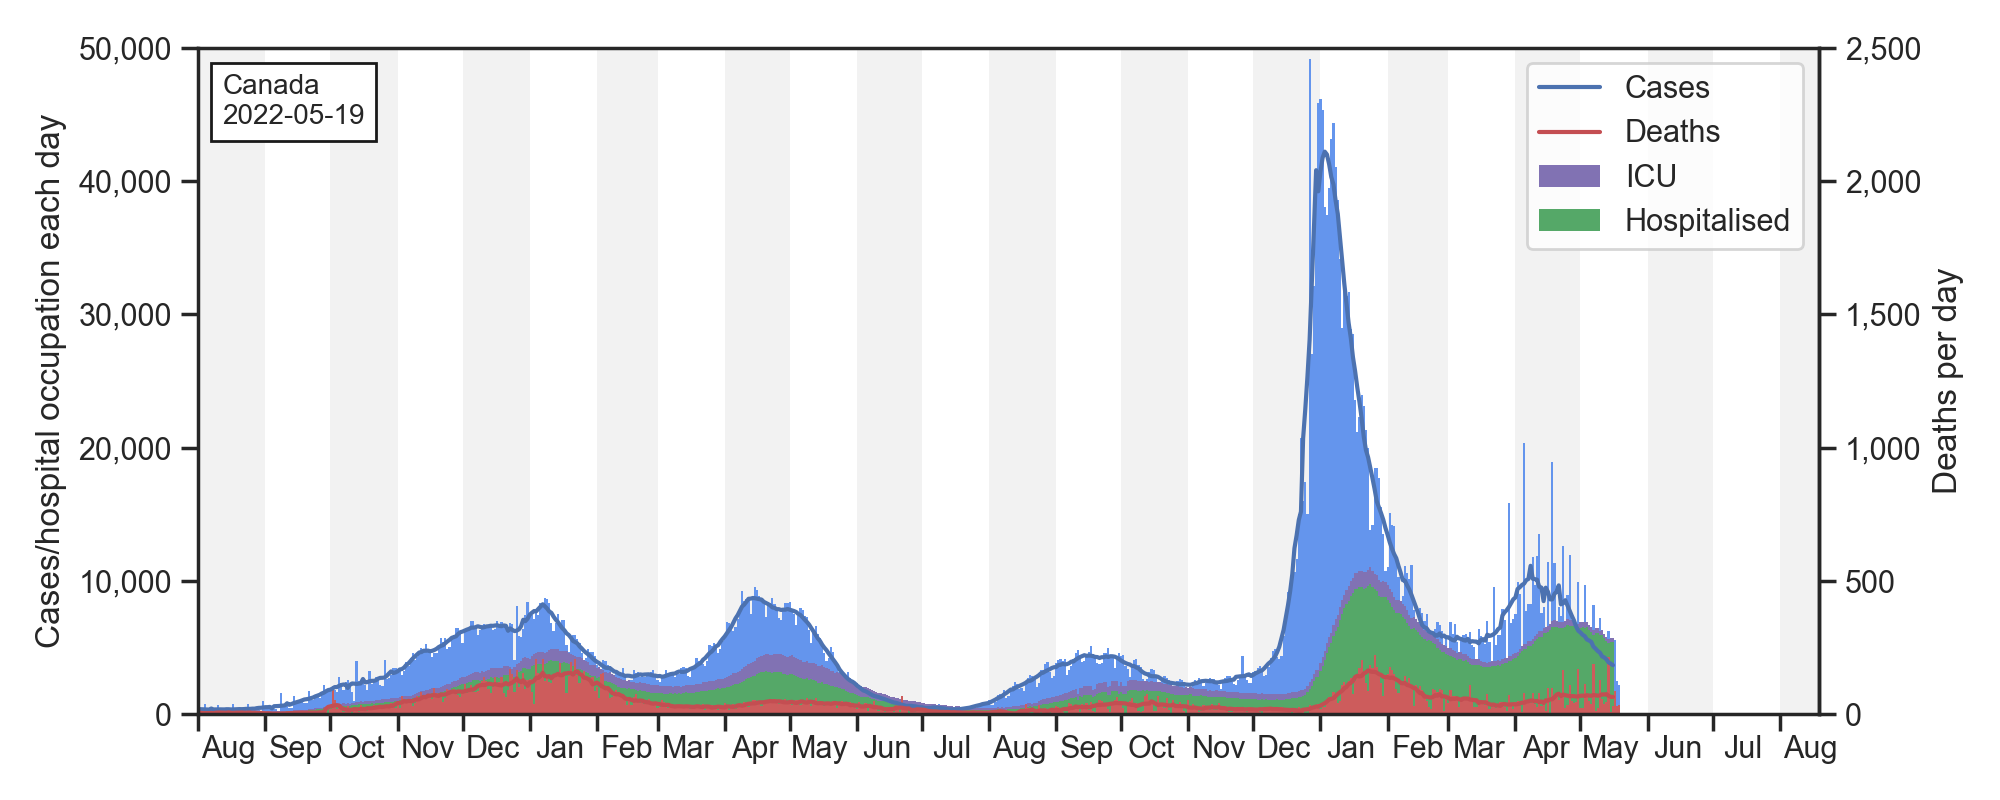 50,000
40,000
30,000
20,000
10,000
0
Cases/hospital occupation each day
Canada
2022-05-19
Cases
Deaths
ICU
Hospitalised
2,500
2,000
1,500
1,000
500
0
Deaths per day
Aug Sep Oct Nov Dec Jan Feb Mar Apr May Jun Jul Aug Sep Oct Nov Dec Jan Feb Mar Apr May Jun Jul Aug